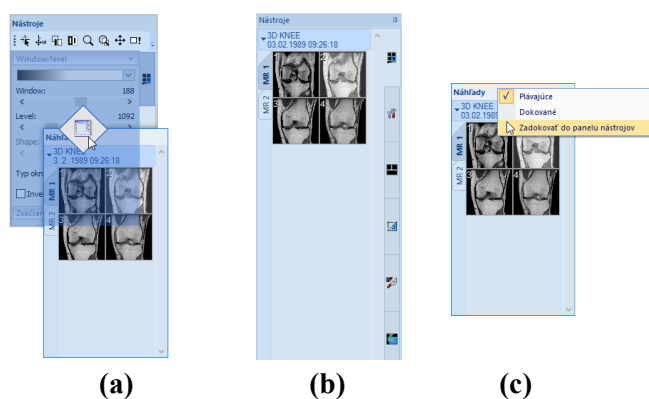 Nástroje
Window/level
Window: 188
Level: 1092
Shape:
Typ okn
Inve
Zväčšen
Náhľ
3D KNEE
3. 2. 1989 09:26:18
MR 1
MR 2
1 2
3 4
(a)
Nástroje
3D KNEE
03.02.1989 09:26:18
MR 1
MR 2
1 2
3 4
(b)
Náhľady
3D KNEE
03.02.198
MR 1
MR 2
1
3 4
Plávajúce
Dokované
Zadokovať do panelu nástrojov
(c)